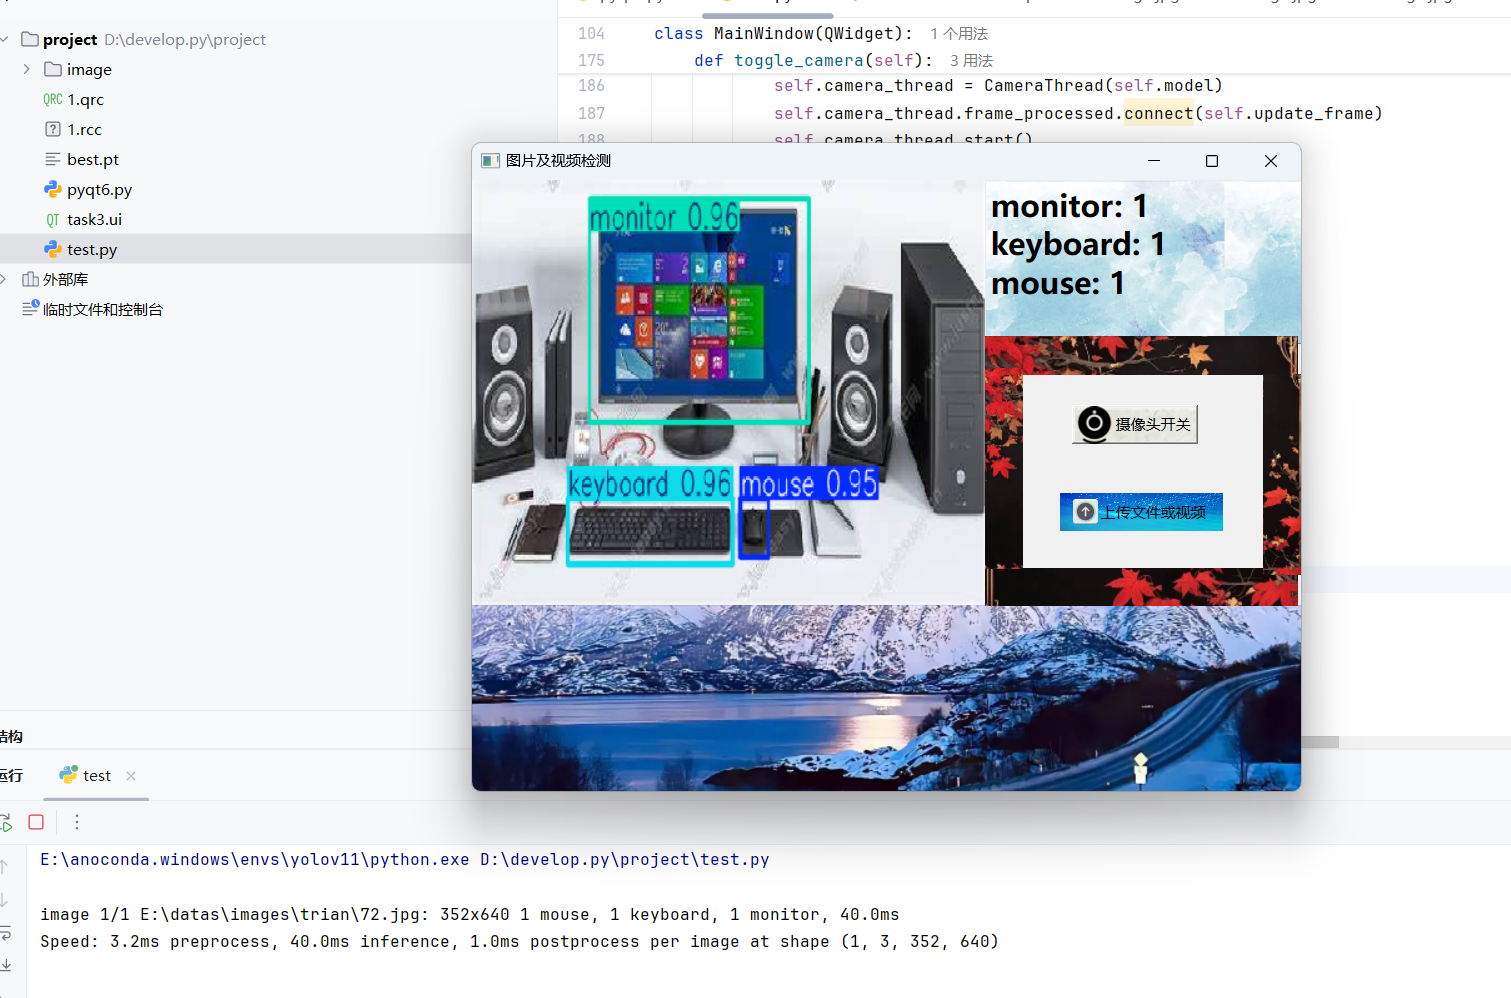 project D:\develop.py\project
image
QRC 1.qrc
? 1.rcc
best.pt
pyqt6.py
QT task3.ui
test.py
外部库
临时文件和控制台
104 class MainWindow(QWidget): 1 个用法
175 def toggle_camera(self): 3 用法
186 self.camera_thread = CameraThread(self.model)
187 self.camera_thread.frame_processed.connect(self.update_frame)
188 self.camera_thread.start()
图片及视频检测
monitor 0.96
keyboard 0.96
mouse 0.95
monitor: 1
keyboard: 1
mouse: 1
摄像头开关
上传文件或视频
结构
运行 test
E:\anoconda.windows\envs\yolov11\python.exe D:\develop.py\project\test.py
image 1/1 E:\datas\images\trian\72.jpg: 352x640 1 mouse, 1 keyboard, 1 monitor, 40.0ms
Speed: 3.2ms preprocess, 40.0ms inference, 1.0ms postprocess per image at shape (1, 3, 352, 640)